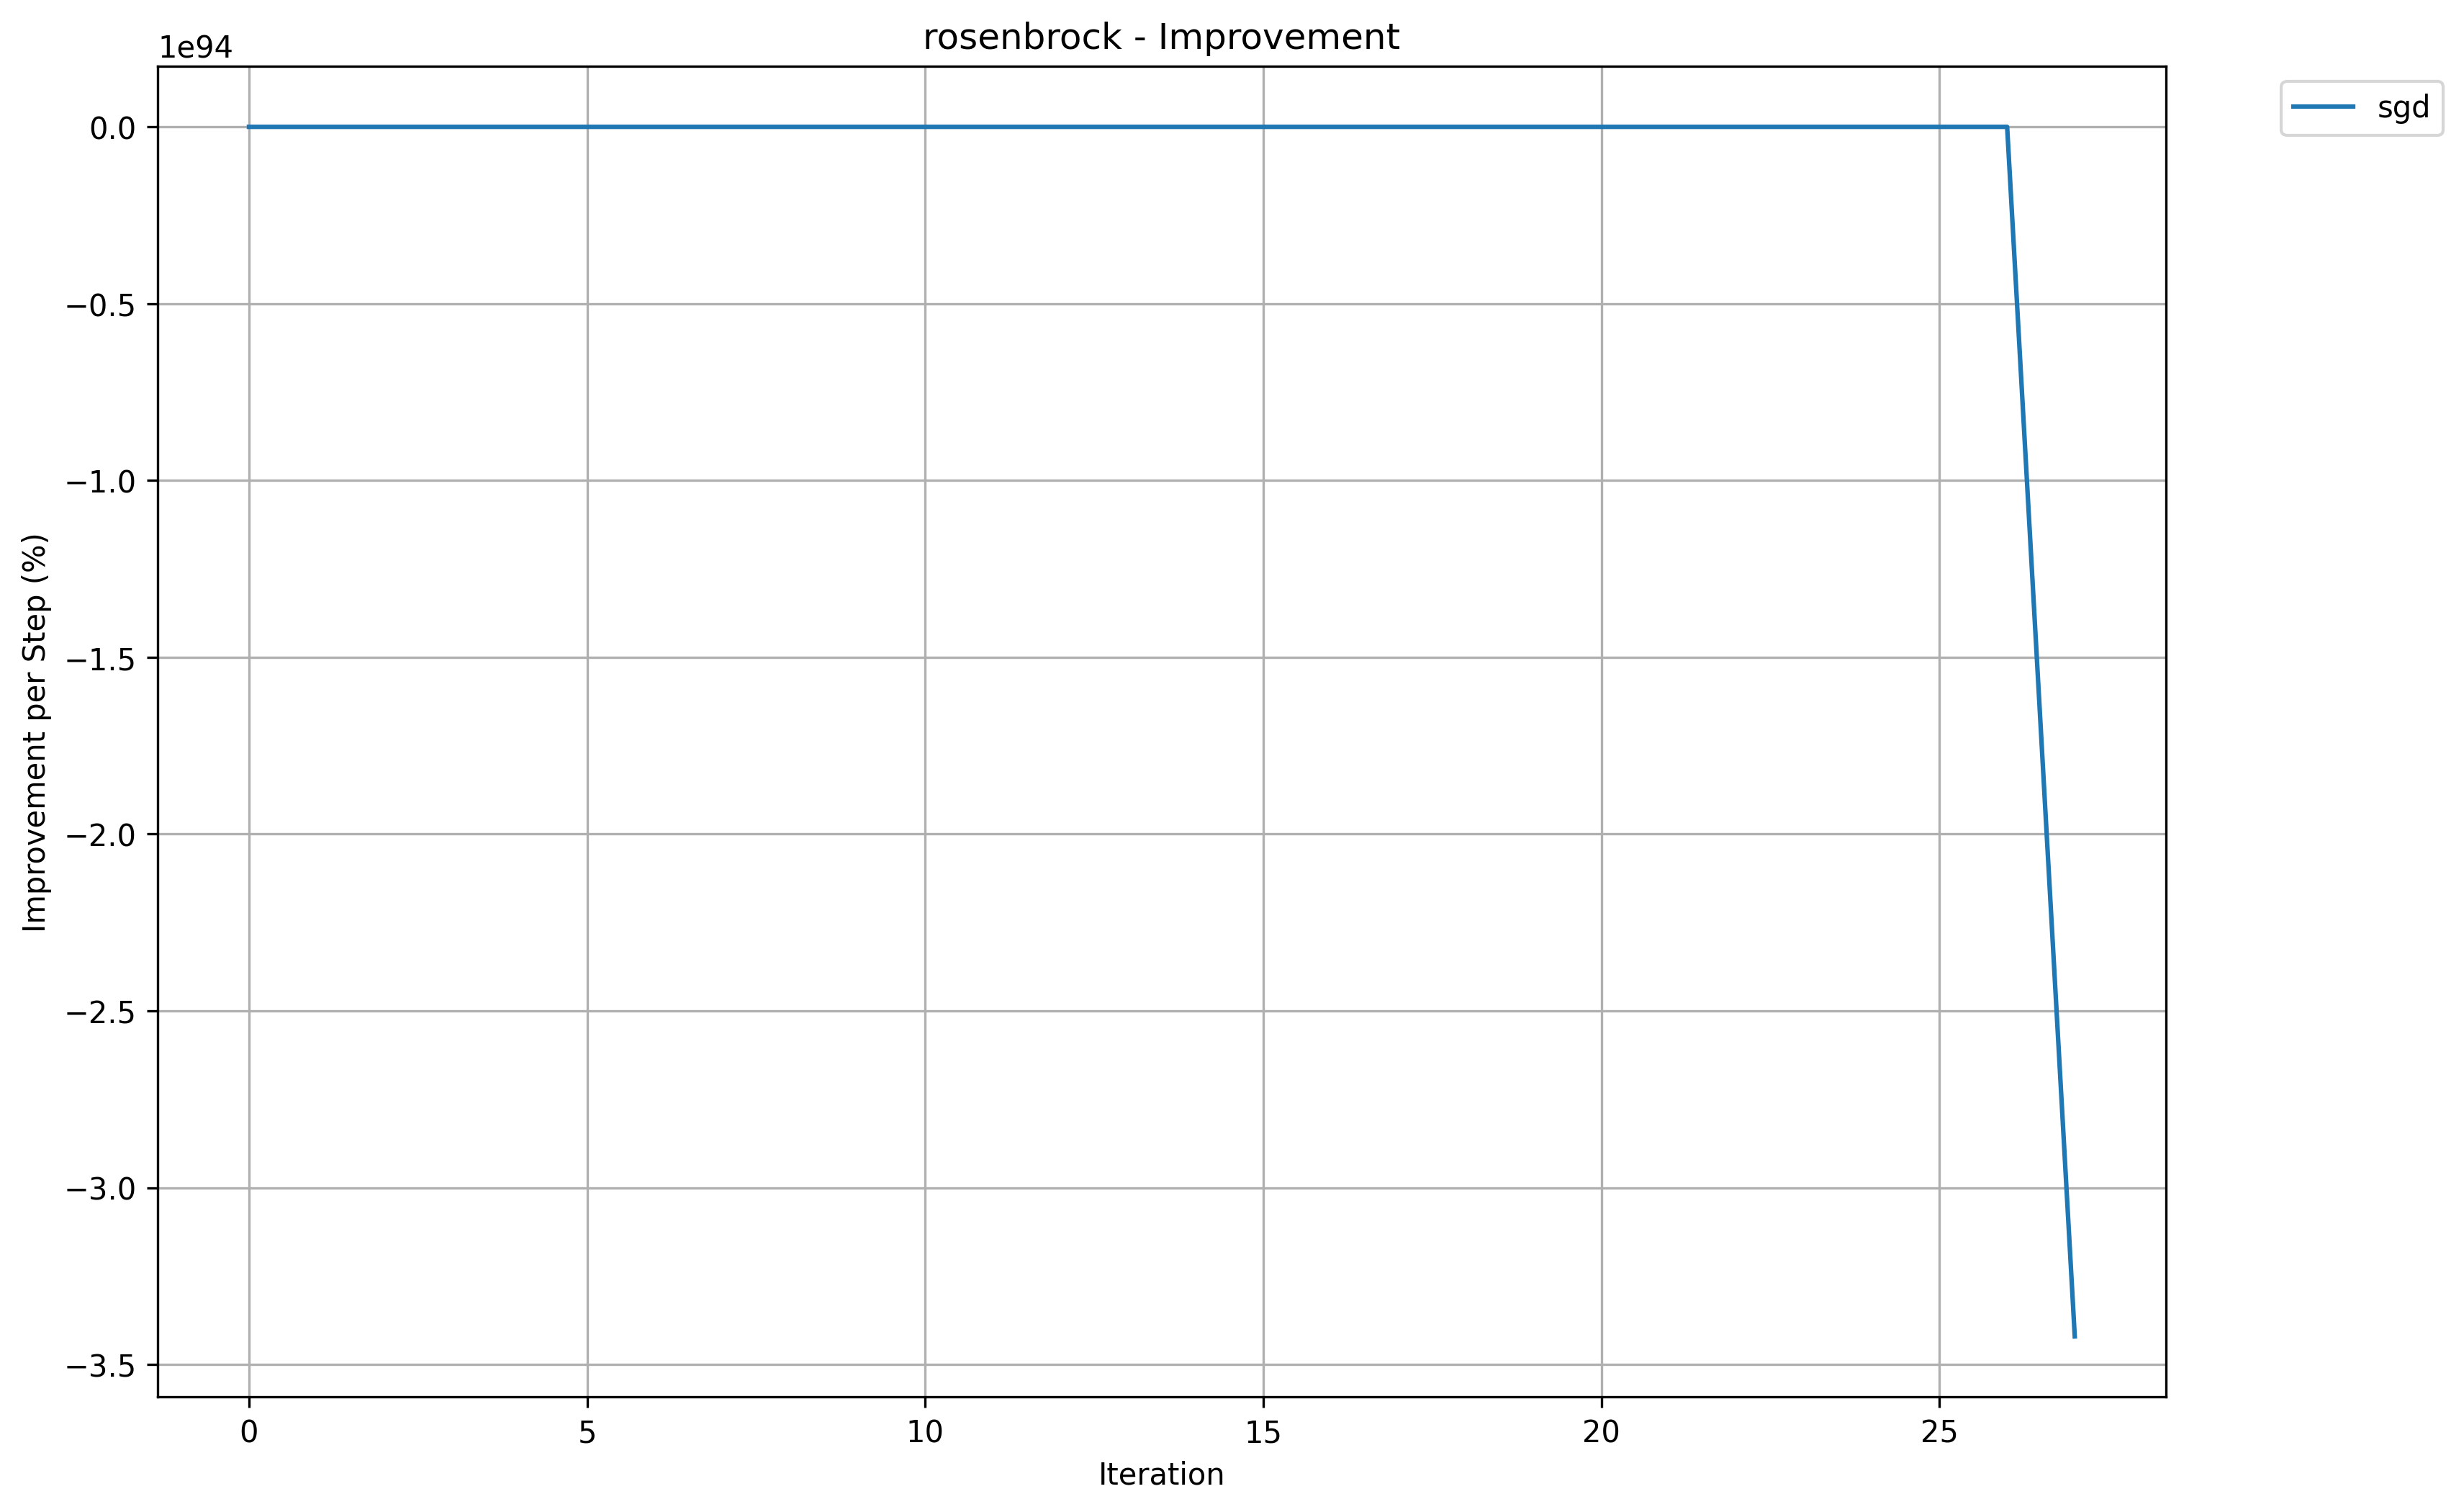 rosenbrock - Improvement
1e94
sgd
0.0
−0.5
−1.0
−1.5
−2.0
−2.5
−3.0
−3.5
Improvement per Step (%)
0 5 10 15 20 25
Iteration